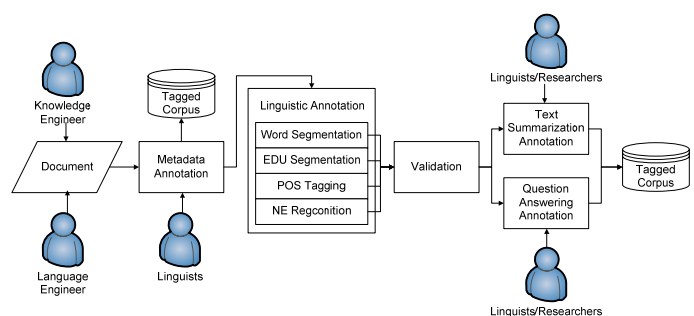 Knowledge
Engineer
Document
Language
Engineer
Tagged
Corpus
Metadata
Annotation
Linguists
Linguistic Annotation
Word Segmentation
EDU Segmentation
POS Tagging
NE Regconition
Validation
Linguists/Researchers
Text
Summarization
Annotation
Question
Answering
Annotation
Linguists/Researchers
Tagged
Corpus